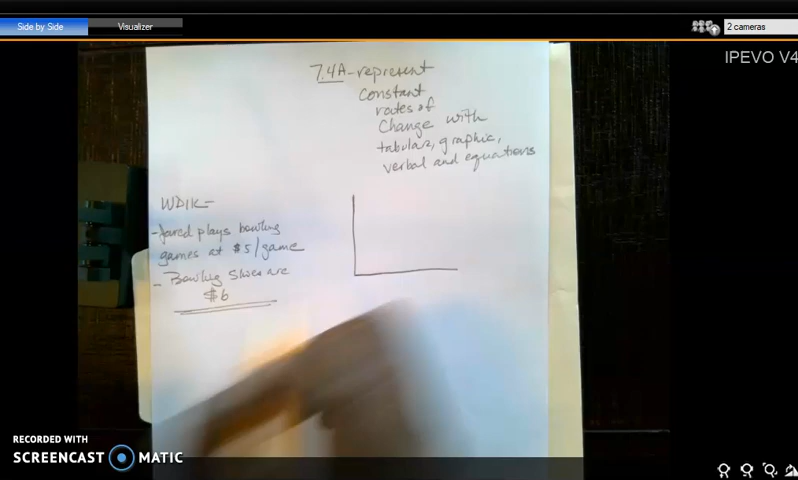 Side by Side
Visualizer
2 cameras
IPEVO V4
7.4A-represent
constant
rates of
Change with
tabular, graphic,
verbal and equations
WDIK-
-Jared plays bowling
games at $5/game
- Bowling Shoes are
$6
RECORDED WITH
SCREENCAST MATIC